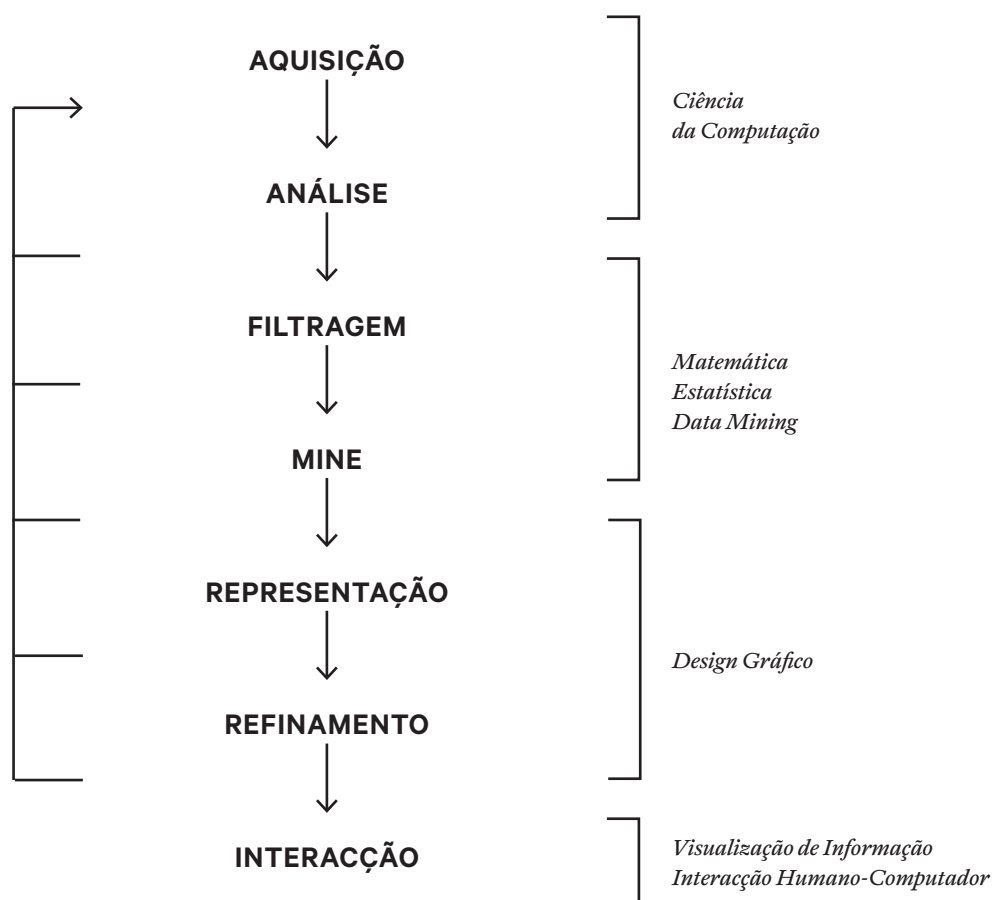 AQUISIÇÃO
Ciência
da Computação
ANÁLISE
FILTRAGEM
Matemática
Estatística
Data Mining
MINE
REPRESENTAÇÃO
Design Gráfico
REFINAMENTO
INTERACÇÃO
Visualização de Informação
Interacção Humano-Computador